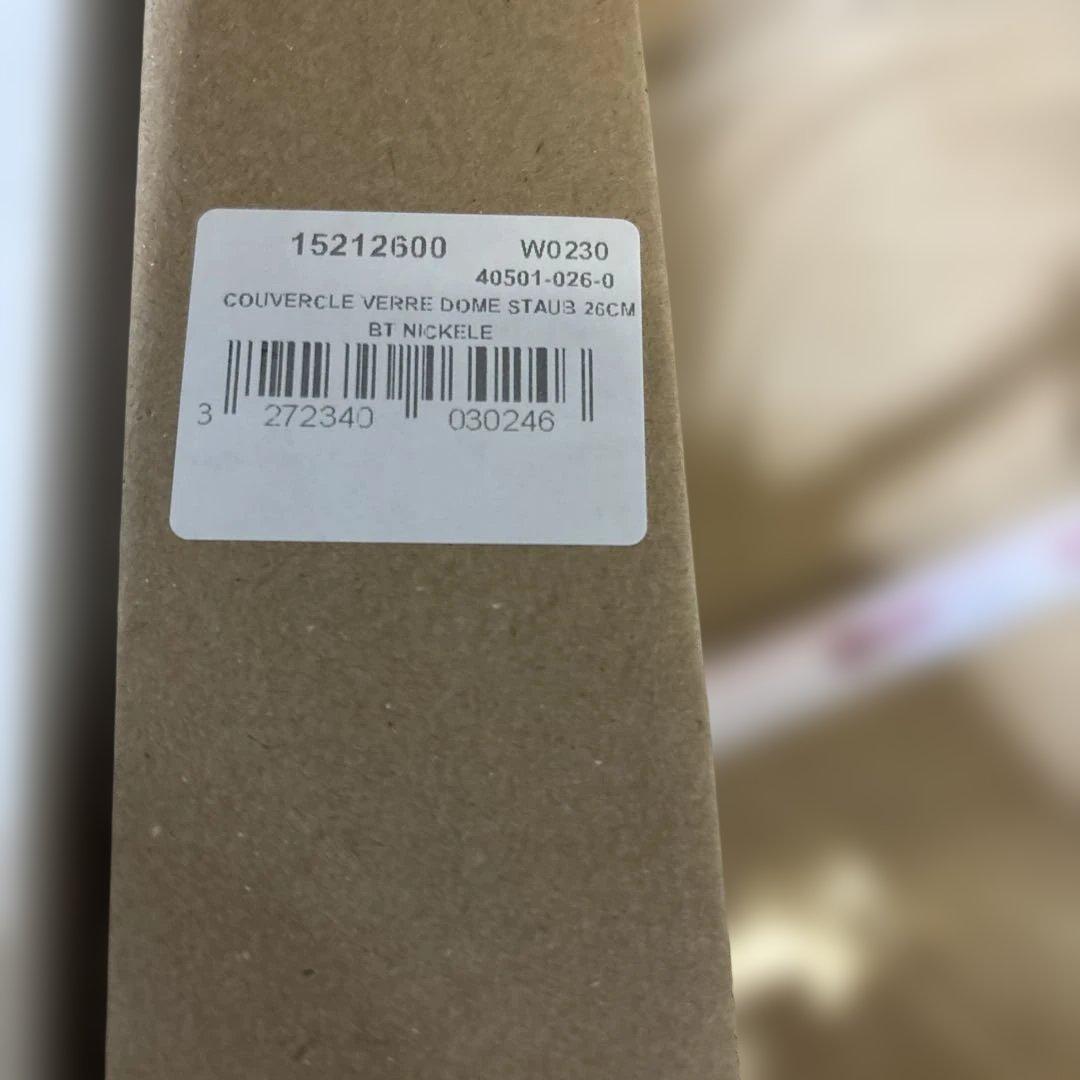 15212600 W0230
40501-026-0
COUVERCLE VERRE DOME STAUB 26CM
BT NICKELE
3 272340 030246